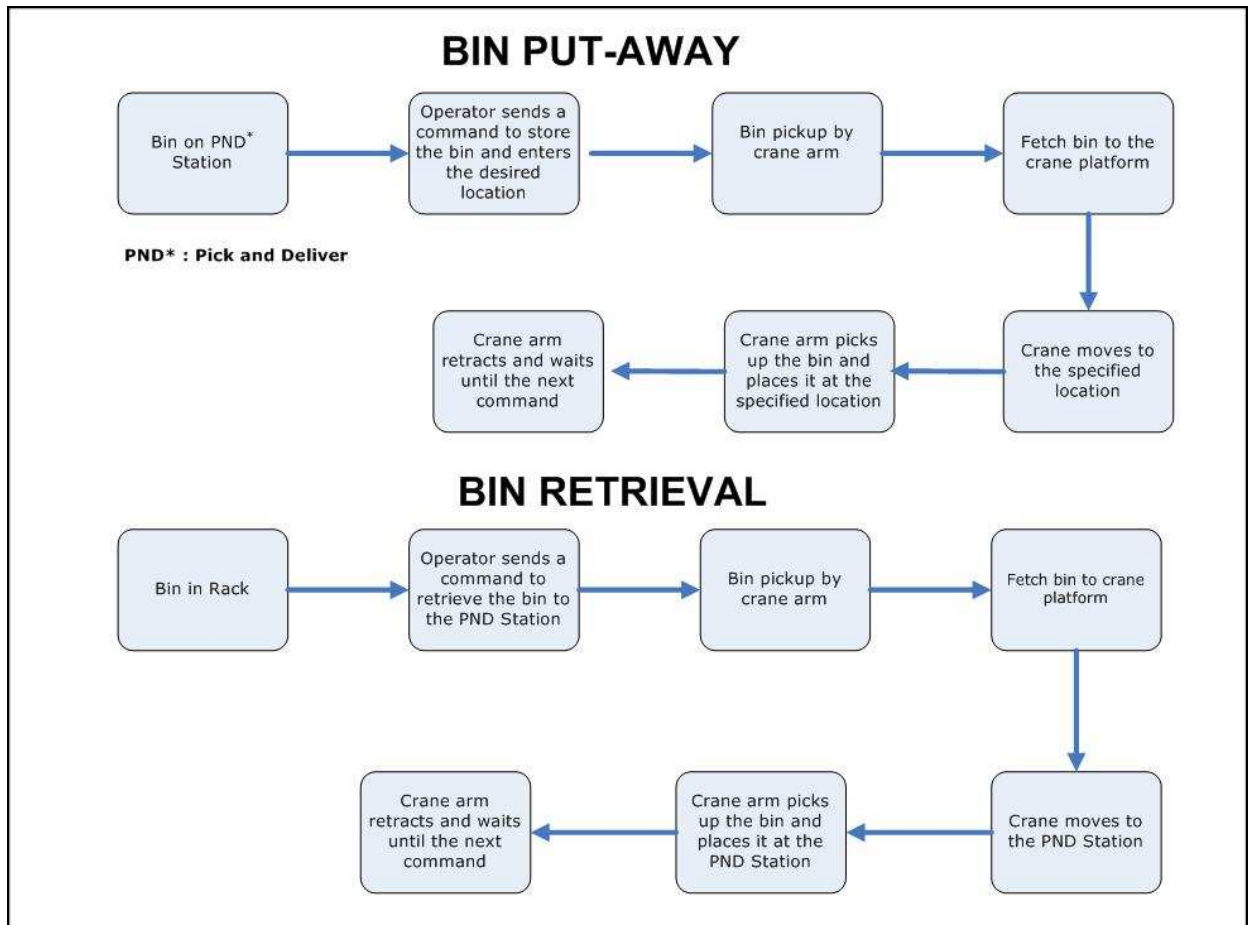 BIN PUT-AWAY
Bin on PND*
Station
Operator sends a
command to store
the bin and enters
the desired
location
Bin pickup by
crane arm
Fetch bin to the
crane platform
PND* : Pick and Deliver
Crane moves to
the specified
location
Crane arm picks
up the bin and
places it at the
specified location
Crane arm
retracts and waits
until the next
command
BIN RETRIEVAL
Bin in Rack
Operator sends a
command to
retrieve the bin to
the PND Station
Bin pickup by
crane arm
Fetch bin to crane
platform
Crane moves to
the PND Station
Crane arm picks
up the bin and
places it at the
PND Station
Crane arm
retracts and waits
until the next
command